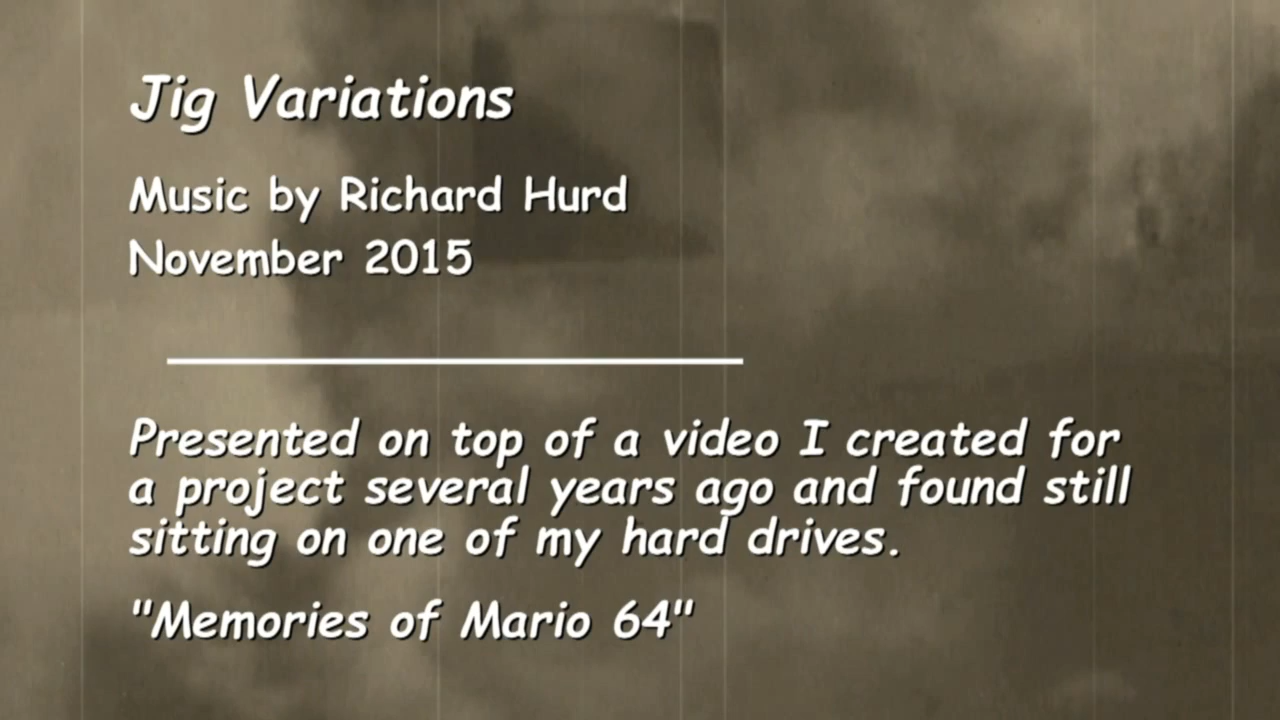 Jig Variations
Music by Richard Hurd
November 2015
Presented on top of a video I created for
a project several years ago and found still
sitting on one of my hard drives.
"Memories of Mario 64"